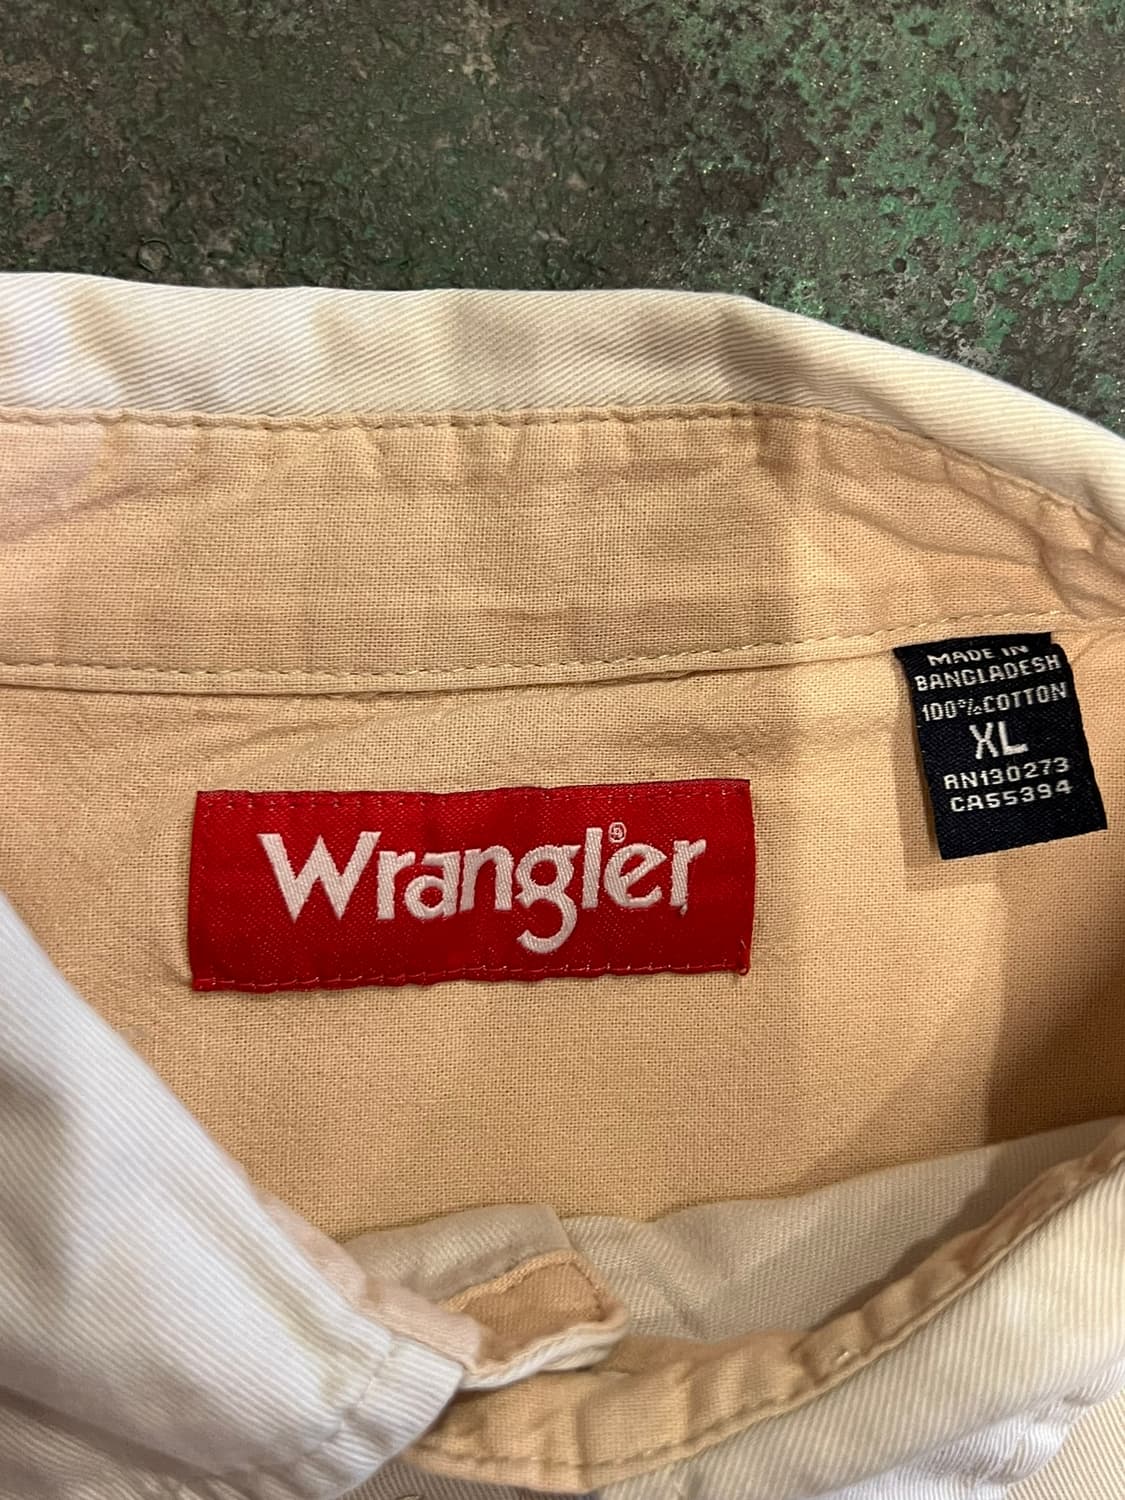 MADE IN
BANGLADESH
100% COTTON
XL
RN130273
CA55394
Wrangler®